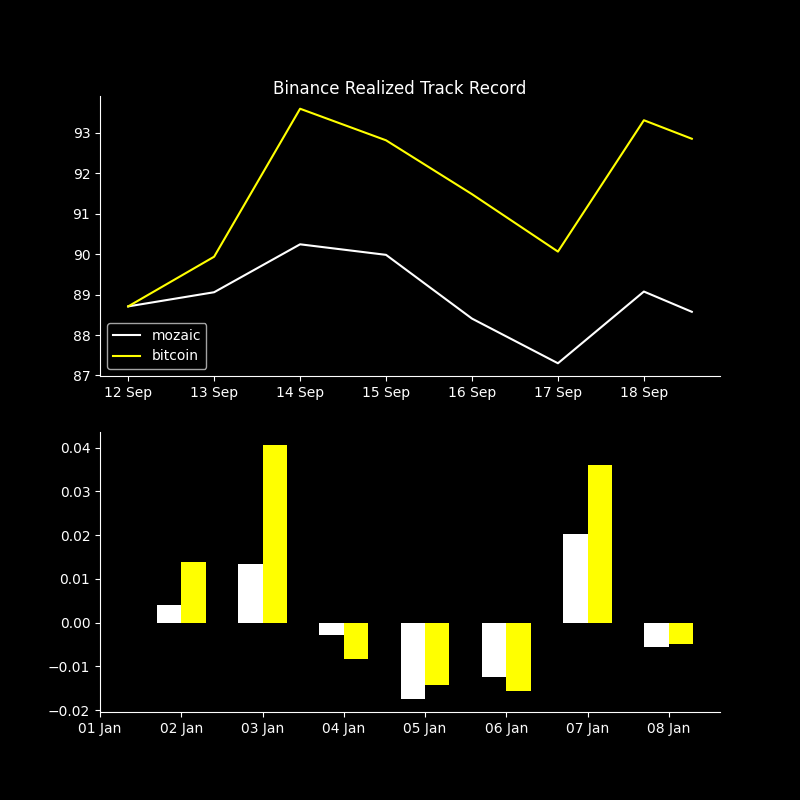 Binance Realized Track Record
93
92
91
90
89
88
87
mozaic
bitcoin
12 Sep 13 Sep 14 Sep 15 Sep 16 Sep 17 Sep 18 Sep
0.04
0.03
0.02
0.01
0.00
−0.01
−0.02
01 Jan 02 Jan 03 Jan 04 Jan 05 Jan 06 Jan 07 Jan 08 Jan